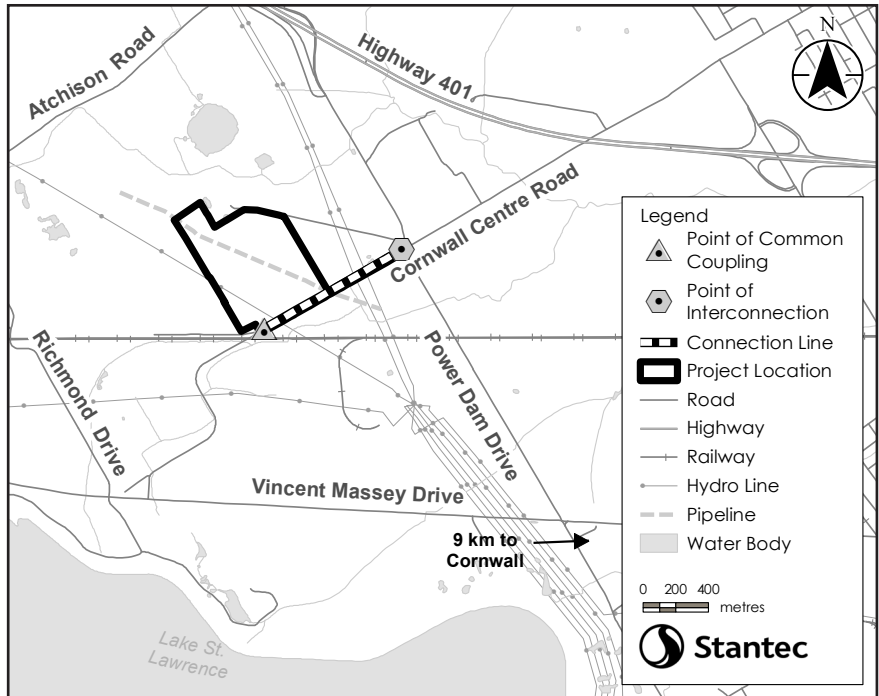 Atchison Road
Highway 401
N
Cornwall Centre Road
Richmond Drive
Power Dam Drive
Vincent Massey Drive
9 km to
Cornwall
Lake St.
Lawrence
Legend
Point of Common
Coupling
Point of
Interconnection
Connection Line
Project Location
Road
Highway
Railway
Hydro Line
Pipeline
Water Body
0 200 400
metres
Stantec